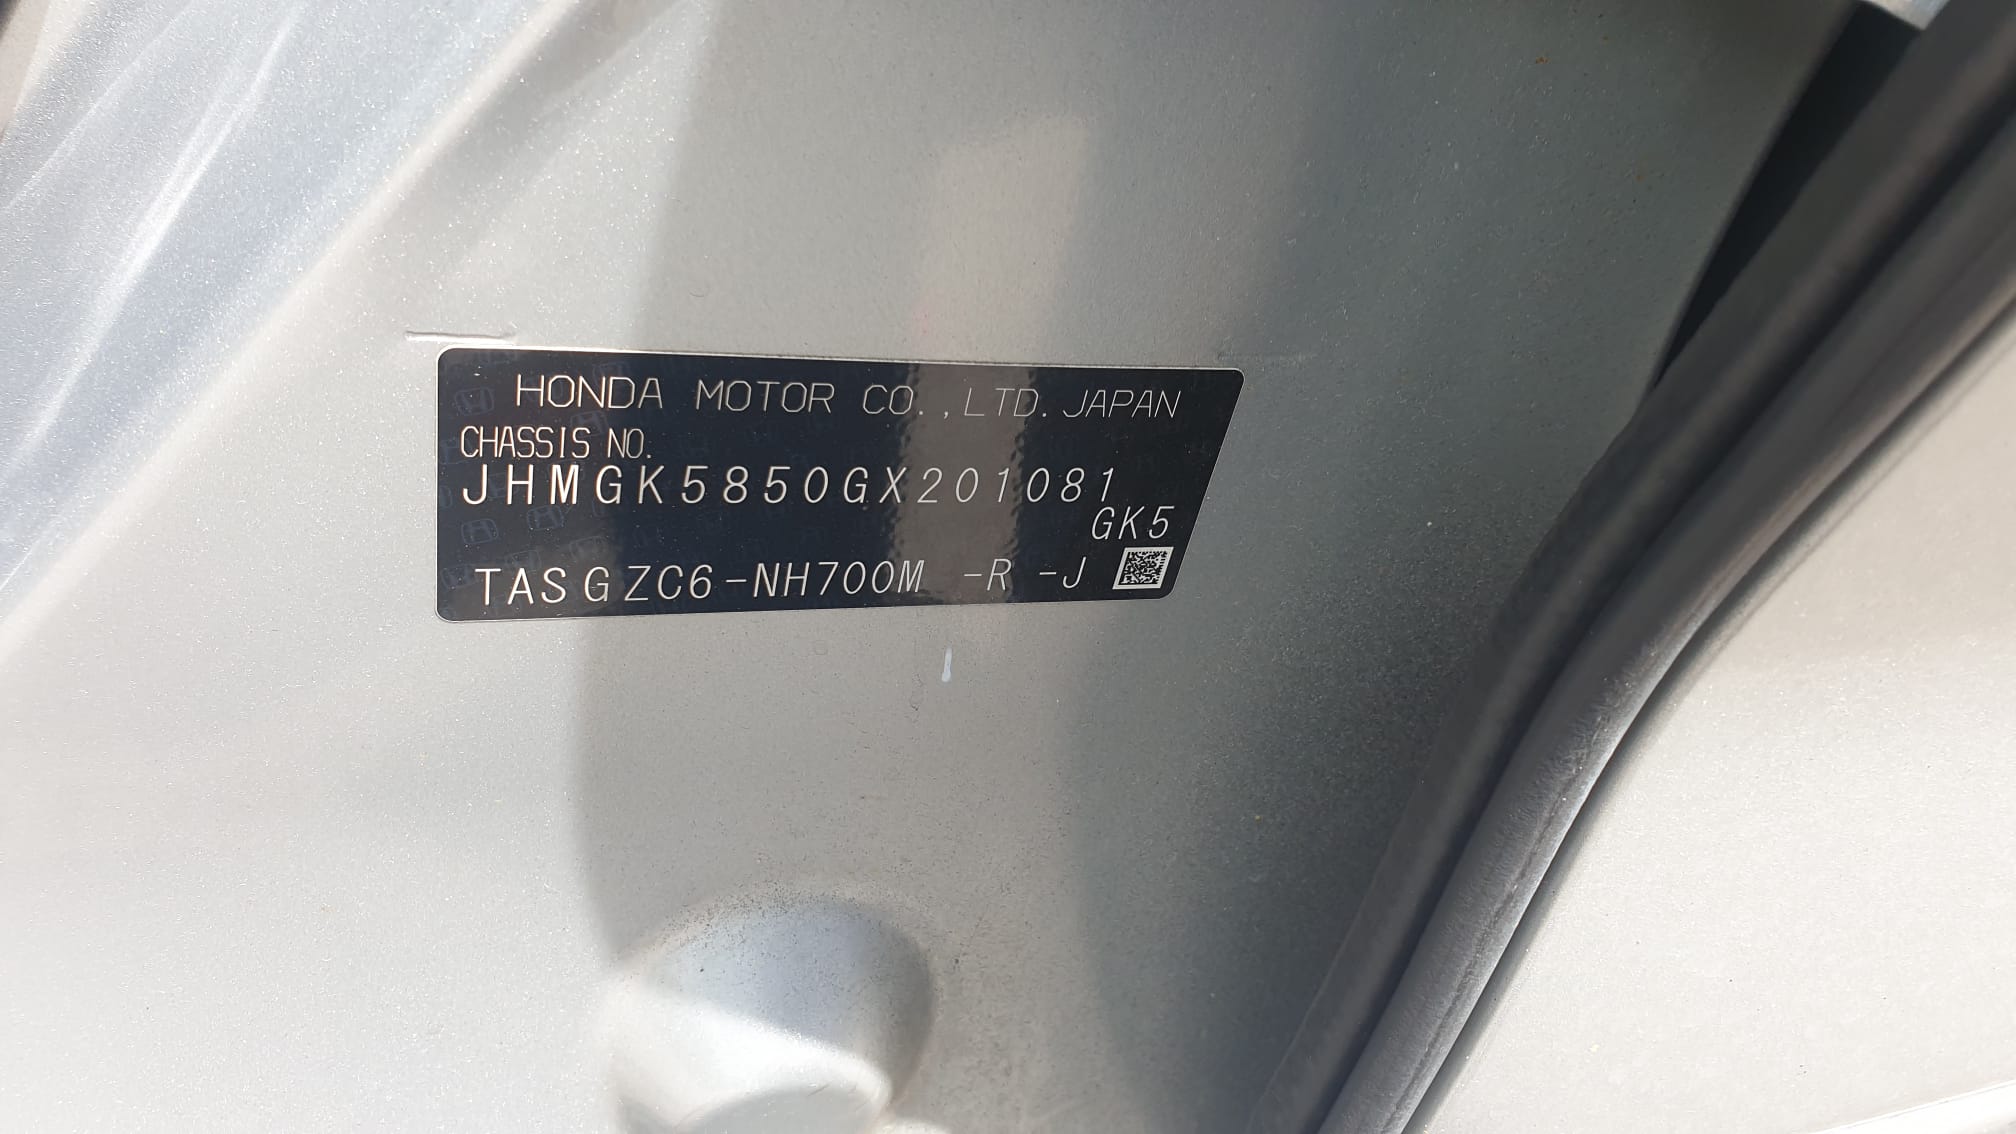 HONDA MOTOR CO.,LTD.JAPAN
CHASSIS NO.
JHMGK5850GX201081
GK5
TASGZC6-NH700M -R -J